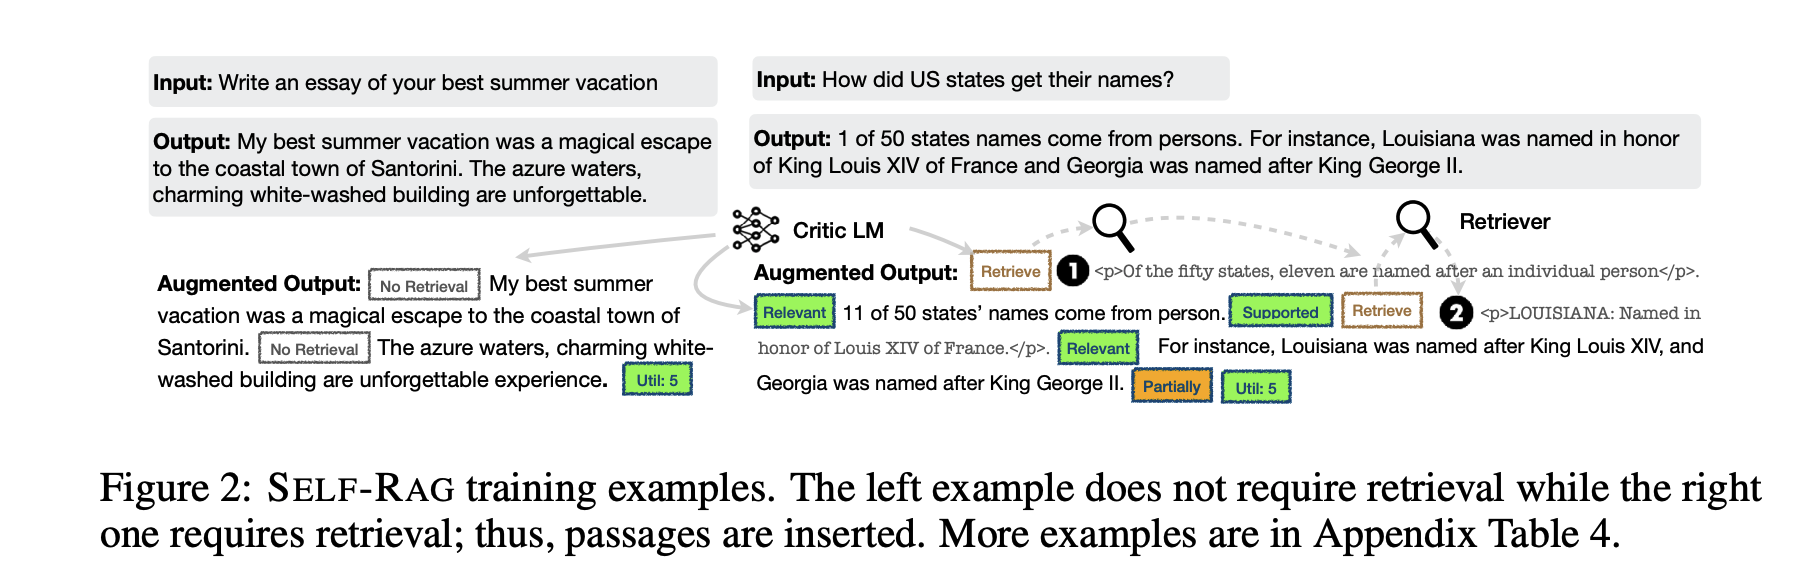 Input: Write an essay of your best summer vacation
Output: My best summer vacation was a magical escape
to the coastal town of Santorini. The azure waters,
charming white-washed building are unforgettable.
Augmented Output: No Retrieval My best summer
vacation was a magical escape to the coastal town of
Santorini. No Retrieval The azure waters, charming white-
washed building are unforgettable experience. Util: 5
Input: How did US states get their names?
Output: 1 of 50 states names come from persons. For instance, Louisiana was named in honor
of King Louis XIV of France and Georgia was named after King George II.
Critic LM
Retriever
Augmented Output: Retrieve 1 <p>Of the fifty states, eleven are named after an individual person</p>.
Relevant 11 of 50 states' names come from person. Supported Retrieve 2 <p>LOUISIANA: Named in
honor of Louis XIV of France.</p>. Relevant For instance, Louisiana was named after King Louis XIV, and
Georgia was named after King George II. Partially Util: 5
Figure 2: SELF-RAG training examples. The left example does not require retrieval while the right
one requires retrieval; thus, passages are inserted. More examples are in Appendix Table 4.